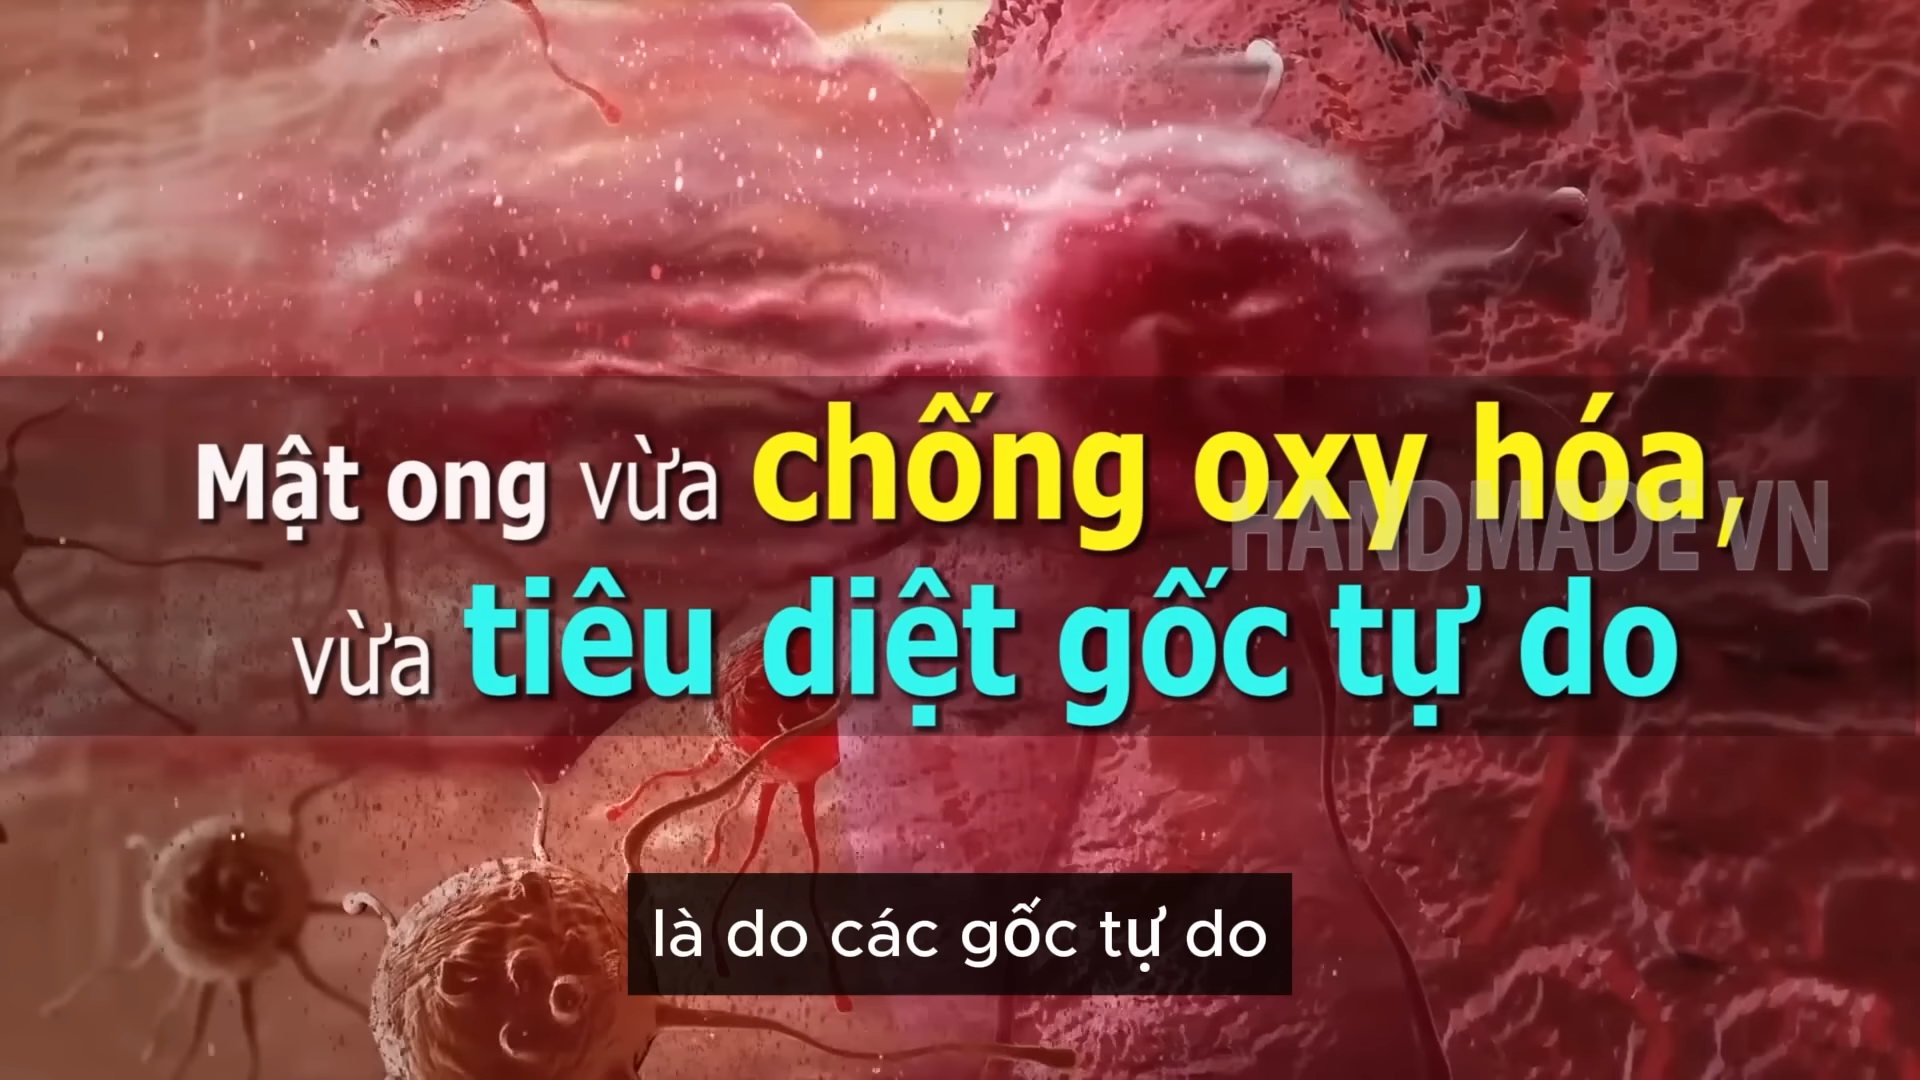 Mật ong vừa chống oxy hóa,
HANDMADE VN
vừa tiêu diệt gốc tự do
là do các gốc tự do